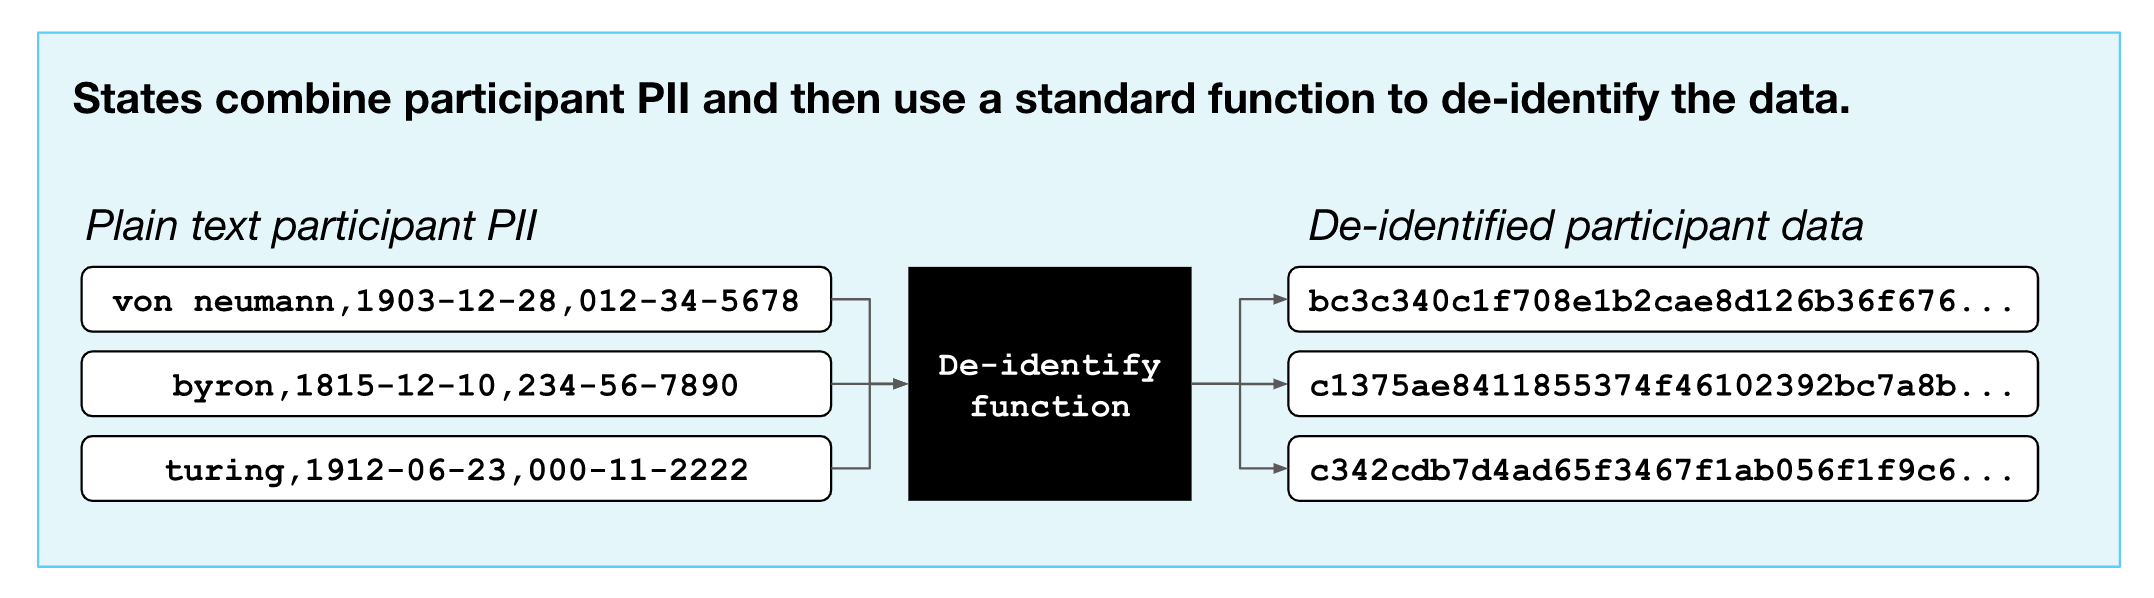 States combine participant PII and then use a standard function to de-identify the data.
Plain text participant PII
De-identified participant data
von neumann,1903-12-28,012-34-5678
byron,1815-12-10,234-56-7890
turing,1912-06-23,000-11-2222
De-identify
function
bc3c340c1f708e1b2cae8d126b36f676...
c1375ae8411855374f46102392bc7a8b...
c342cdb7d4ad65f3467f1ab056f1f9c6...